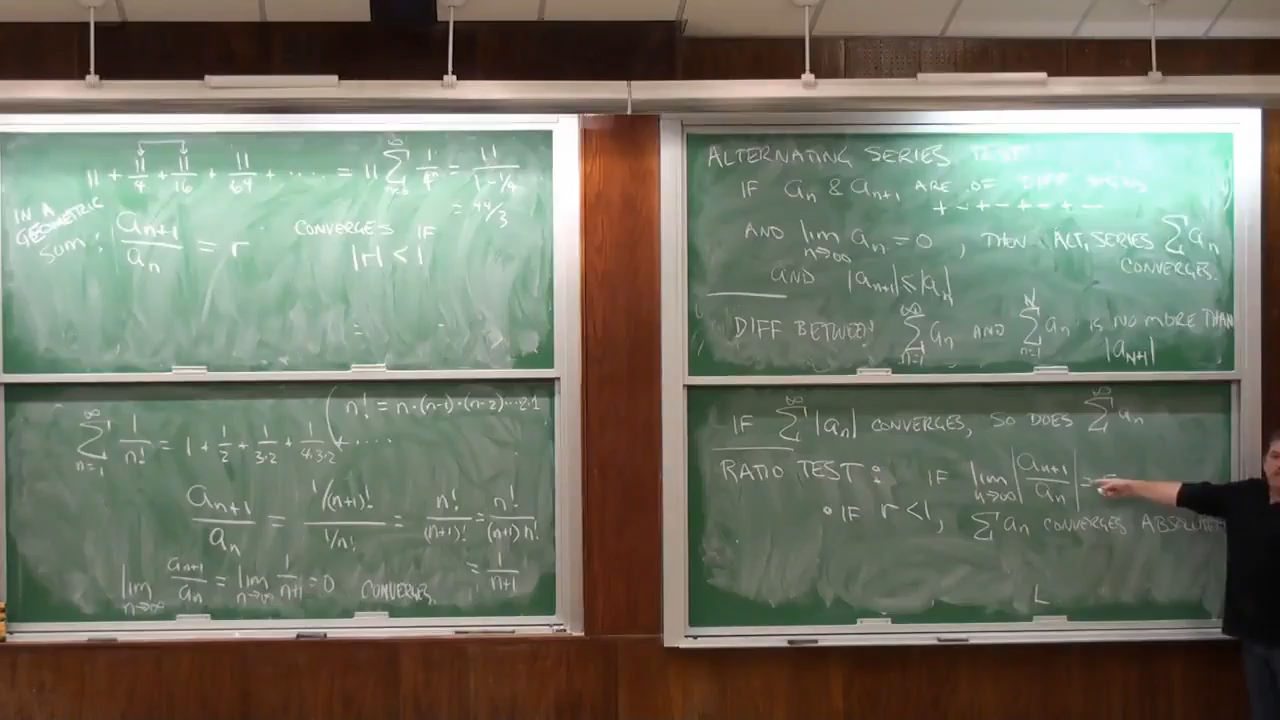 11 + 11/4 + 11/16 + 11/64 + ..... = 11 ∑ 1/4ⁿ = 11/(1-1/4)
= 44/3
IN A GEOMETRIC SUM: aₙ₊₁/aₙ = r CONVERGES IF
|r| < 1
n! = n·(n-1)·(n-2)...2·1
∞∑n=1 1/n! = 1 + 1/2 + 1/3·2 + 1/4·3·2 + ....
aₙ₊₁/aₙ = (1/(n+1)!)/(1/n!) = n!/(n+1)! = n!/(n+1)n!
= 1/(n+1)
lim n→∞ aₙ₊₁/aₙ = lim n→∞ 1/(n+1) = 0 CONVERGES.
ALTERNATING SERIES TEST
IF aₙ & aₙ₊₁ ARE OF DIFF SIGNS
+ - + - + - + -
AND lim n→∞ aₙ = 0, THEN ALT. SERIES ∑ aₙ
CONVERGES.
AND |aₙ₊₁| ≤ |aₙ|
DIFF BETWEEN ∞∑n=1 aₙ AND N∑n=1 aₙ IS NO MORE THAN
|a_N+1|
IF ∞∑ |aₙ| CONVERGES, SO DOES ∞∑ aₙ
RATIO TEST: IF lim n→∞ |aₙ₊₁/aₙ| = r
• IF r < 1, ∑ aₙ CONVERGES
L